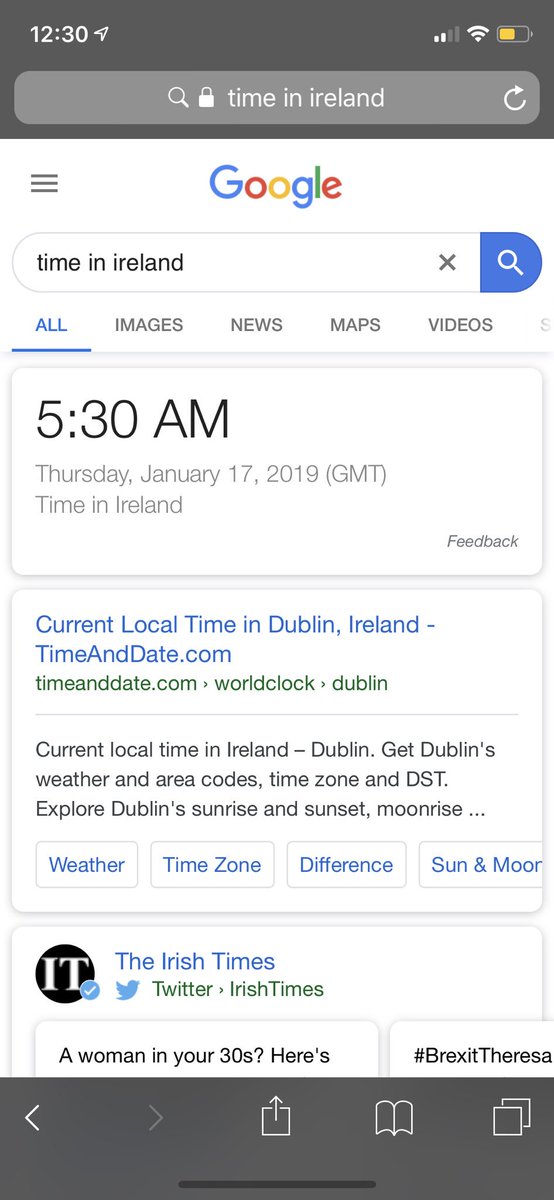 12:30
time in ireland
Google
time in ireland
ALL IMAGES NEWS MAPS VIDEOS S
5:30 AM
Thursday, January 17, 2019 (GMT)
Time in Ireland
Feedback
Current Local Time in Dublin, Ireland -
TimeAndDate.com
timeanddate.com › worldclock › dublin
Current local time in Ireland – Dublin. Get Dublin's
weather and area codes, time zone and DST.
Explore Dublin's sunrise and sunset, moonrise ...
Weather Time Zone Difference Sun & Moon
IT
The Irish Times
Twitter › IrishTimes
A woman in your 30s? Here's #BrexitTheresa